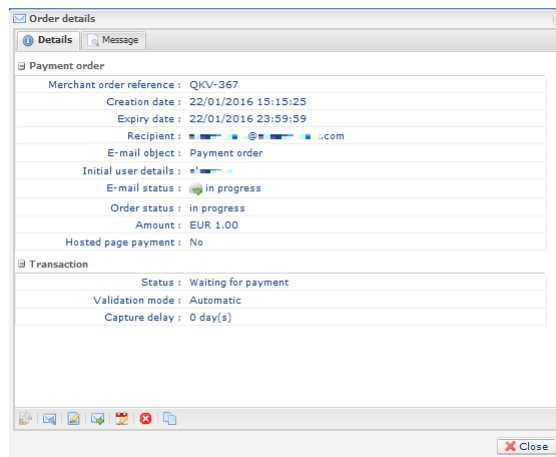 Order details
Details Message
Payment order
Merchant order reference : QKV-367
Creation date : 22/01/2016 15:15:25
Expiry date : 22/01/2016 23:59:59
Recipient : @ .com
E-mail object : Payment order
Initial user details :
E-mail status : in progress
Order status : in progress
Amount : EUR 1.00
Hosted page payment : No
Transaction
Status : Waiting for payment
Validation mode : Automatic
Capture delay : 0 day(s)
Close